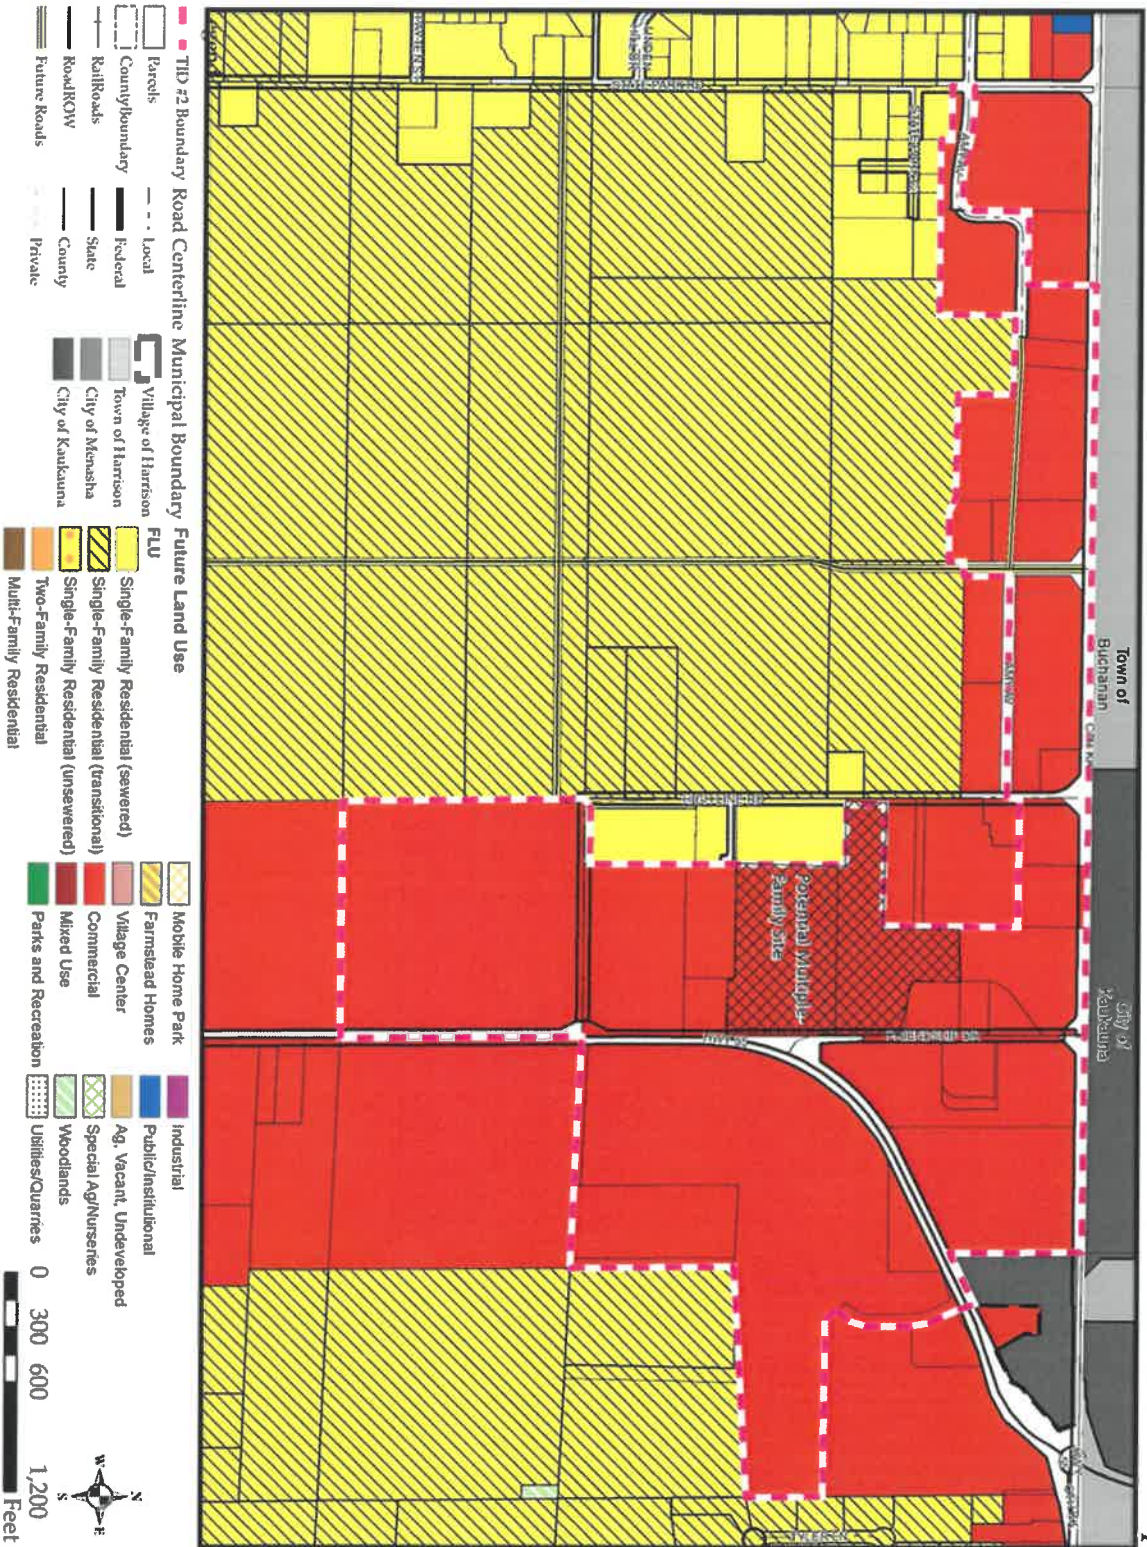 Town of
Buchanan
City of
Kaukauna
Potential Multiple-
Family Site
TID #2 Boundary
Parcels
CountyBoundary
RailRoads
RoadROW
Future Roads
Road Centerline
Local
Federal
State
County
Private
Municipal Boundary
Village of Harrison
Town of Harrison
City of Menasha
City of Kaukauna
Future Land Use
FLU
Single-Family Residential (sewered)
Single-Family Residential (transitional)
Single-Family Residential (unsewered)
Two-Family Residential
Multi-Family Residential
Mobile Home Park
Farmstead Homes
Village Center
Commercial
Mixed Use
Parks and Recreation
Industrial
Public/Institutional
Ag, Vacant, Undeveloped
Special Ag/Nurseries
Woodlands
Utilities/Quarries
0 300 600 1,200
Feet
N
W E
S